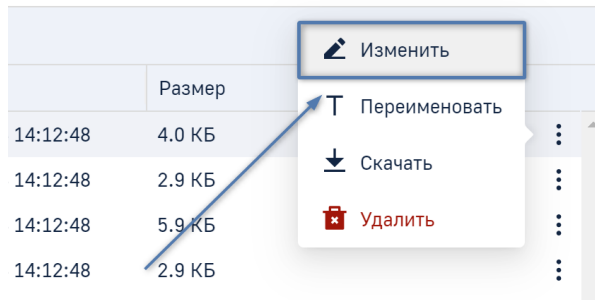 Изменить
Размер
Переименовать
14:12:48 4.0 КБ
Скачать
14:12:48 2.9 КБ
14:12:48 5.9 КБ
Удалить
14:12:48 2.9 КБ